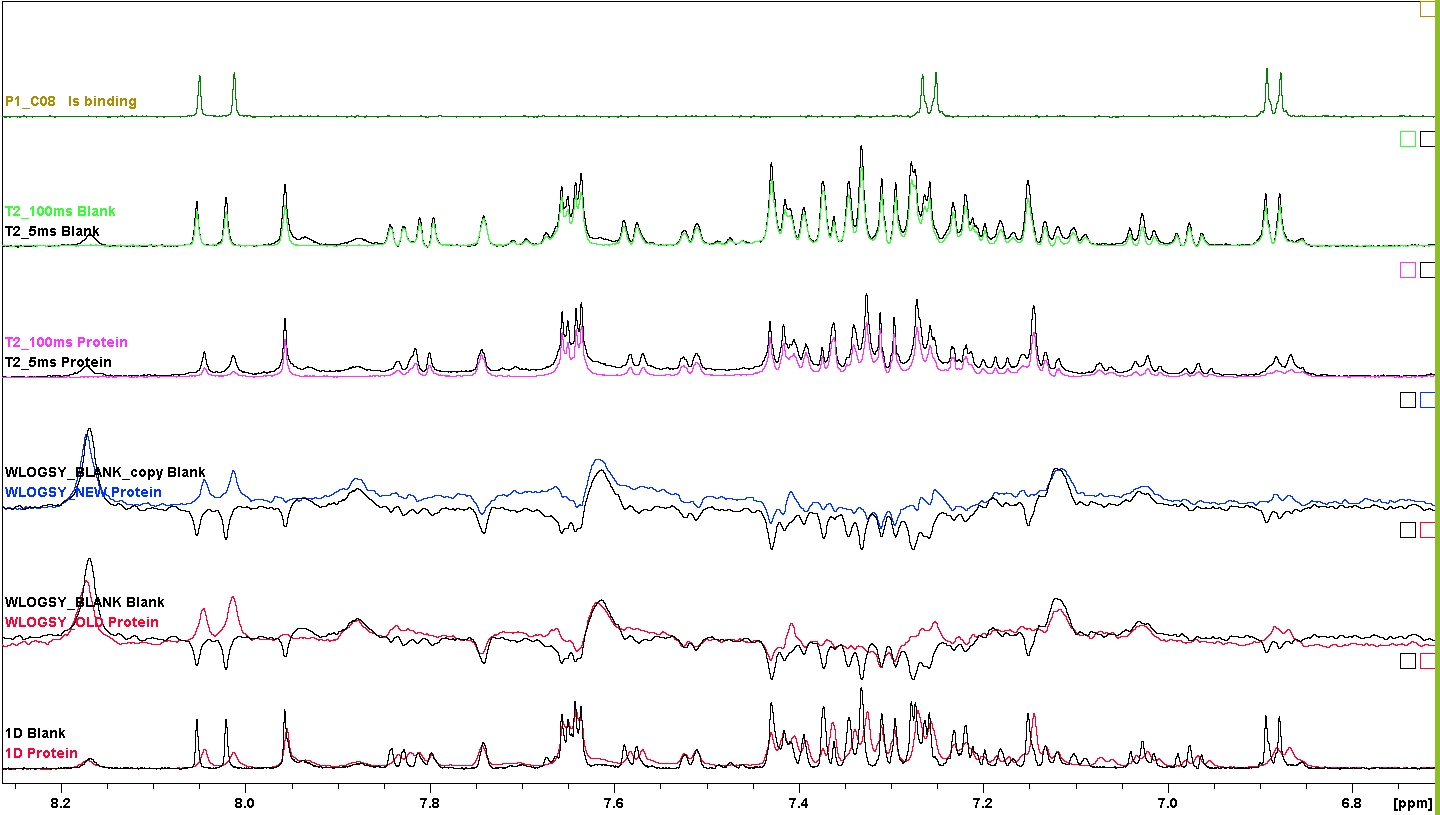 P1_C08 Is binding
T2_100ms Blank
T2_5ms Blank
T2_100ms Protein
T2_5ms Protein
WLOGSY_BLANK_copy Blank
WLOGSY_NEW Protein
WLOGSY_BLANK Blank
WLOGSY_OLD Protein
1D Blank
1D Protein
8.2 8.0 7.8 7.6 7.4 7.2 7.0 6.8 [ppm]